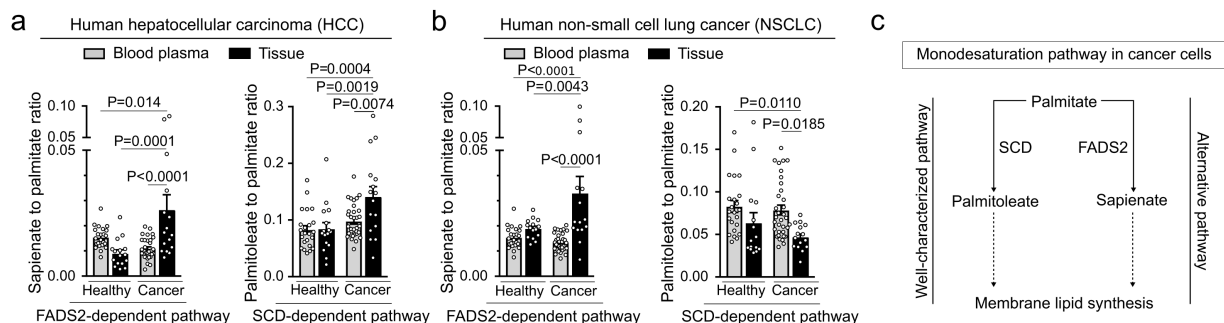 a
Human hepatocellular carcinoma (HCC)
Blood plasma Tissue
Sapienate to palmitate ratio
0.10
0.05
0.05
0.00
P=0.014
P=0.0001
P<0.0001
Healthy Cancer
FADS2-dependent pathway
Palmitoleate to palmitate ratio
0.3
0.2
0.1
0.0
P=0.0004
P=0.0019
P=0.0074
Healthy Cancer
SCD-dependent pathway
b
Human non-small cell lung cancer (NSCLC)
Blood plasma Tissue
Sapienate to palmitate ratio
0.10
0.05
0.05
0.00
P<0.0001
P=0.0043
P<0.0001
Healthy Cancer
FADS2-dependent pathway
Palmitoleate to palmitate ratio
0.20
0.15
0.10
0.05
0.00
P=0.0110
P=0.0185
Healthy Cancer
SCD-dependent pathway
c
Monodesaturation pathway in cancer cells
Well-characterized pathway
Palmitate
SCD FADS2
Palmitoleate Sapienate
Membrane lipid synthesis
Alternative pathway